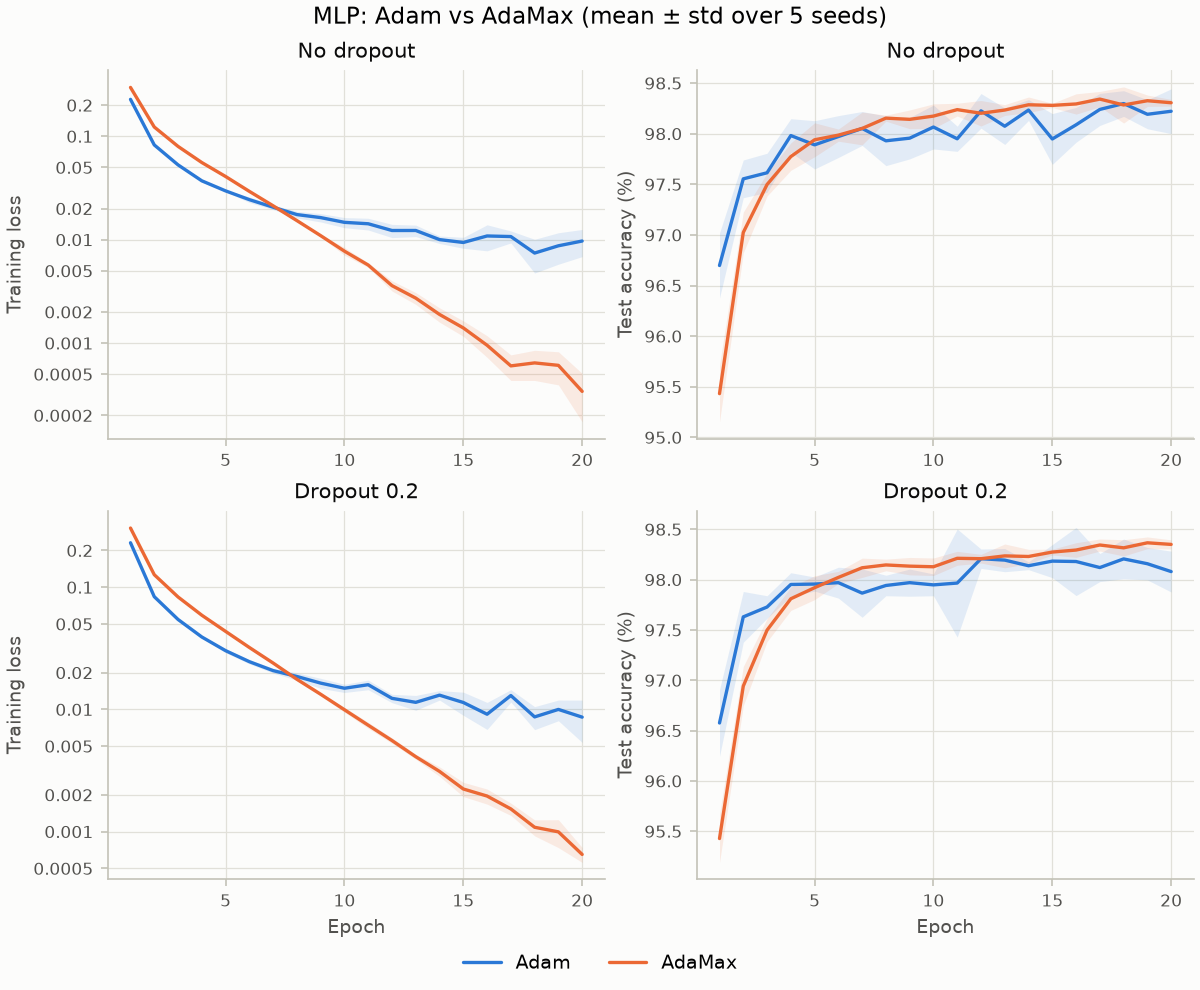 MLP: Adam vs AdaMax (mean ± std over 5 seeds)
No dropout
Training loss
0.2
0.1
0.05
0.02
0.01
0.005
0.002
0.001
0.0005
0.0002
5 10 15 20
No dropout
Test accuracy (%)
98.5
98.0
97.5
97.0
96.5
96.0
95.5
95.0
5 10 15 20
Dropout 0.2
Training loss
0.2
0.1
0.05
0.02
0.01
0.005
0.002
0.001
0.0005
5 10 15 20
Epoch
Dropout 0.2
Test accuracy (%)
98.5
98.0
97.5
97.0
96.5
96.0
95.5
5 10 15 20
Epoch
Adam AdaMax